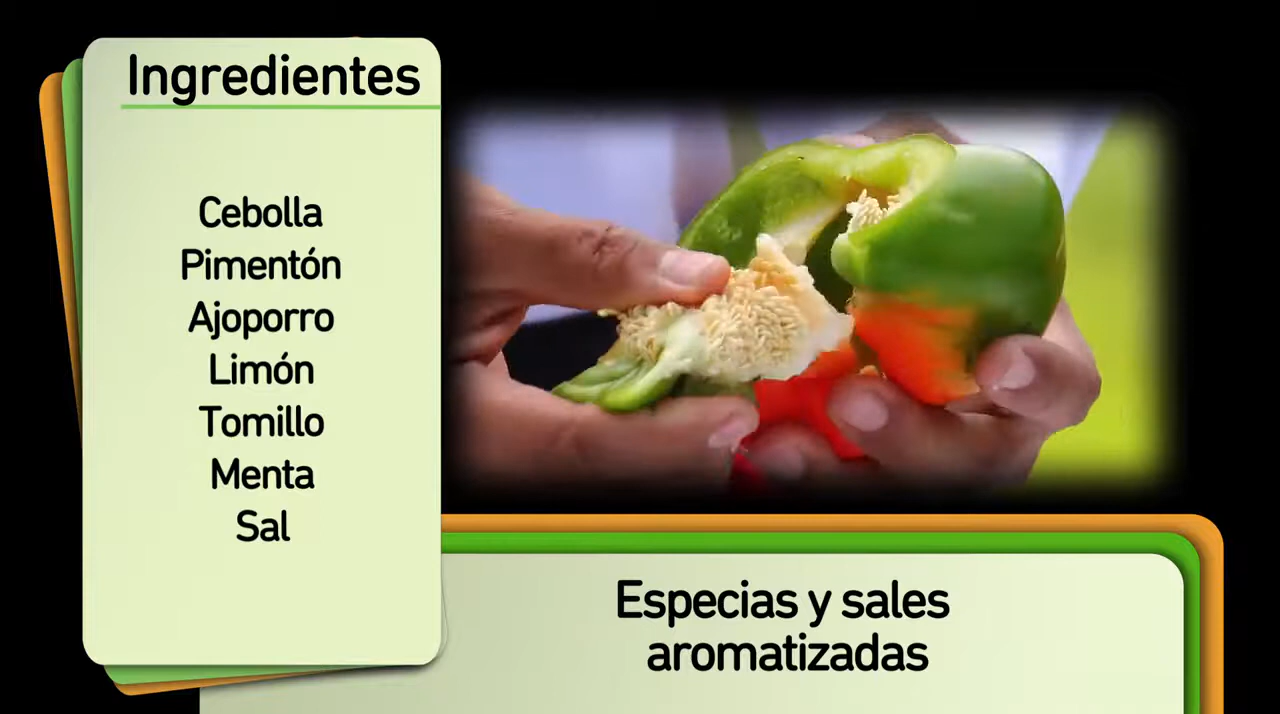 Ingredientes
Cebolla
Pimentón
Ajoporro
Limón
Tomillo
Menta
Sal
Especias y sales
aromatizadas